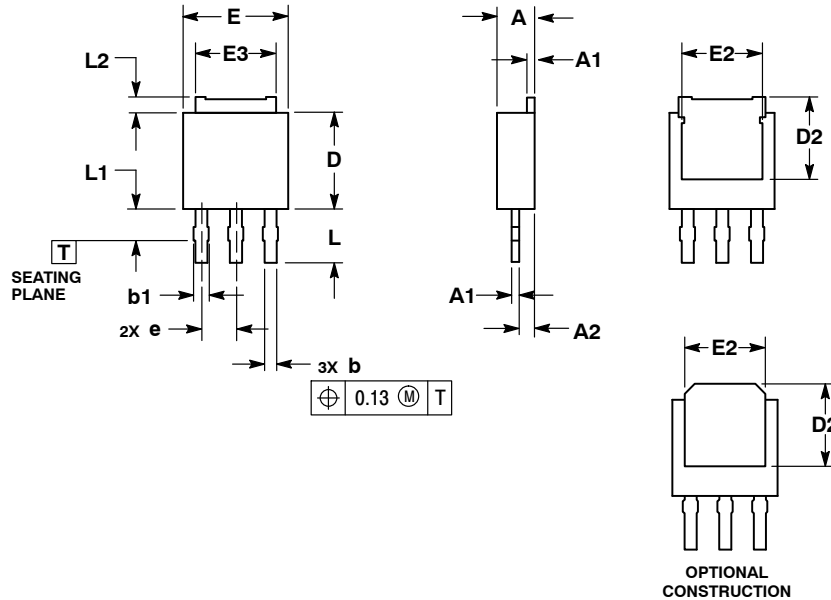 E
E3
L2
L1
D
L
T
SEATING
PLANE
b1
2X e
3X b
⌖ 0.13 Ⓜ T
A
A1
A1
A2
E2
D2
E2
D2
OPTIONAL
CONSTRUCTION